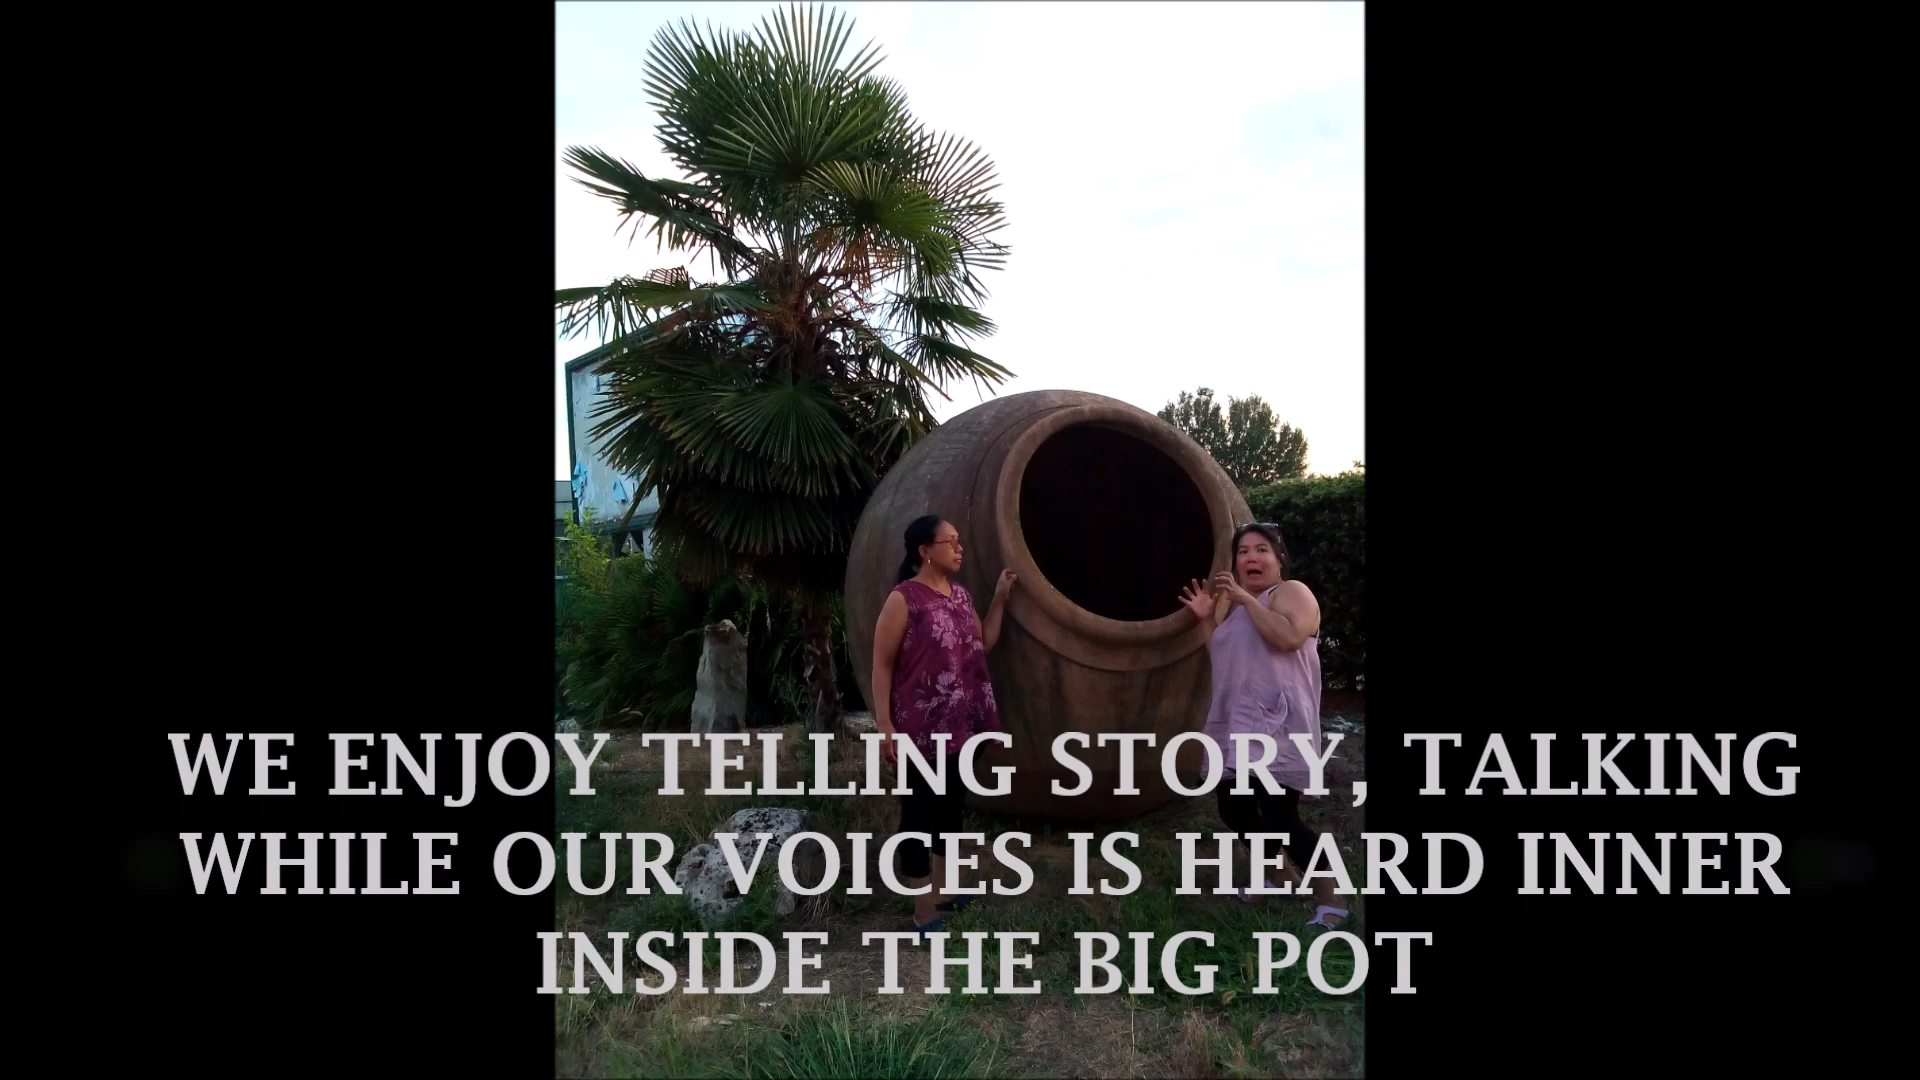 WE ENJOY TELLING STORY, TALKING
WHILE OUR VOICES IS HEARD INNER
INSIDE THE BIG POT